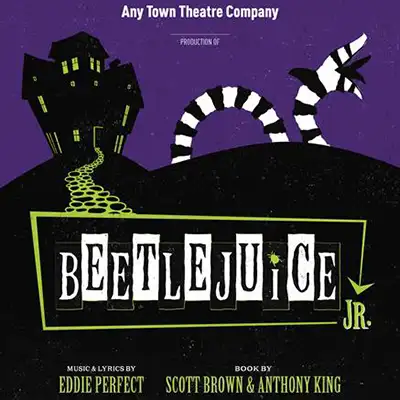 Any Town Theatre Company
PRODUCTION OF
BEETLEJUiCE
JR.
MUSIC & LYRICS BY
EDDIE PERFECT
BOOK BY
SCOTT BROWN & ANTHONY KING